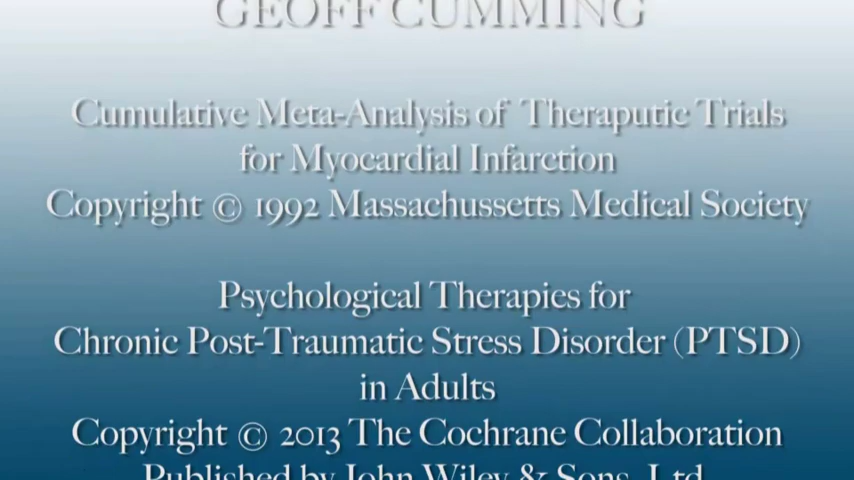 GEOFF CUMMING
Cumulative Meta-Analysis of Theraputic Trials
for Myocardial Infarction
Copyright © 1992 Massachussetts Medical Society
Psychological Therapies for
Chronic Post-Traumatic Stress Disorder (PTSD)
in Adults
Copyright © 2013 The Cochrane Collaboration
Published by John Wiley & Sons, Ltd